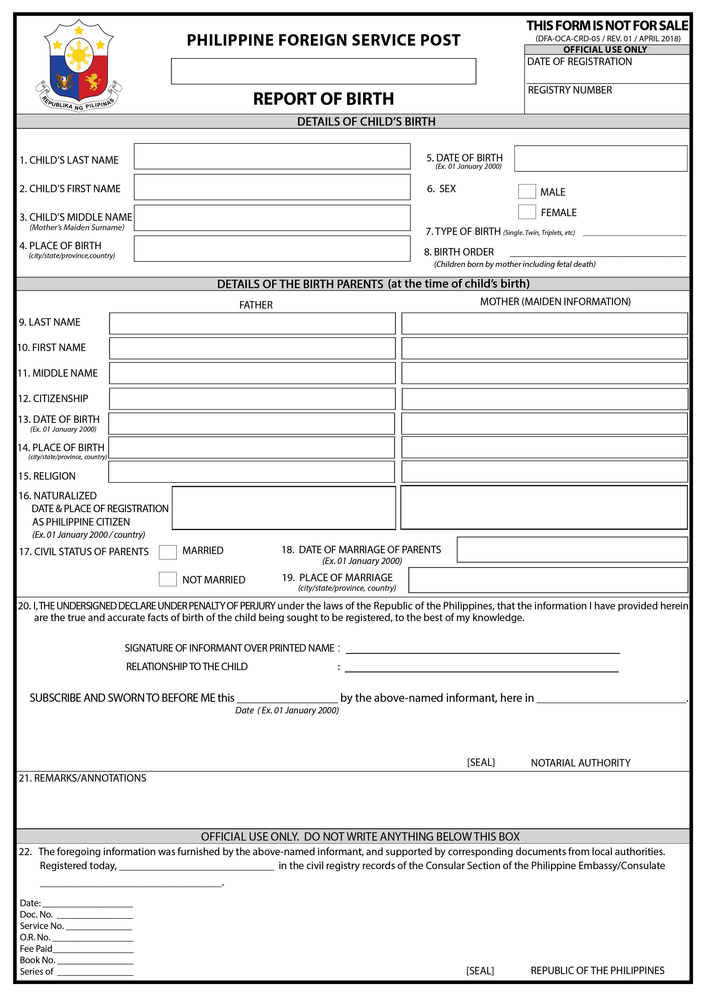 REPUBLIKA NG PILIPINAS
PHILIPPINE FOREIGN SERVICE POST
REPORT OF BIRTH
THIS FORM IS NOT FOR SALE
(DFA-OCA-CRD-05 / REV. 01 / APRIL 2018)
OFFICIAL USE ONLY
DATE OF REGISTRATION
REGISTRY NUMBER
DETAILS OF CHILD’S BIRTH
1. CHILD’S LAST NAME
2. CHILD’S FIRST NAME
3. CHILD’S MIDDLE NAME
(Mother’s Maiden Surname)
4. PLACE OF BIRTH
(city/state/province,country)
5. DATE OF BIRTH
(Ex. 01 January 2000)
6. SEX
MALE
FEMALE
7. TYPE OF BIRTH (Single. Twin, Triplets, etc) ____________________
8. BIRTH ORDER ____________________
(Children born by mother including fetal death)
DETAILS OF THE BIRTH PARENTS (at the time of child’s birth)
FATHER
MOTHER (MAIDEN INFORMATION)
9. LAST NAME
10. FIRST NAME
11. MIDDLE NAME
12. CITIZENSHIP
13. DATE OF BIRTH
(Ex. 01 January 2000)
14. PLACE OF BIRTH
(city/state/province, country)
15. RELIGION
16. NATURALIZED
DATE & PLACE OF REGISTRATION
AS PHILIPPINE CITIZEN
(Ex. 01 January 2000 / country)
17. CIVIL STATUS OF PARENTS
MARRIED
NOT MARRIED
18. DATE OF MARRIAGE OF PARENTS
(Ex. 01 January 2000)
19. PLACE OF MARRIAGE
(city/state/province, country)
20. I, THE UNDERSIGNED DECLARE UNDER PENALTY OF PERJURY under the laws of the Republic of the Philippines, that the information I have provided herein
are the true and accurate facts of birth of the child being sought to be registered, to the best of my knowledge.
SIGNATURE OF INFORMANT OVER PRINTED NAME : ____________________
RELATIONSHIP TO THE CHILD : ____________________
SUBSCRIBE AND SWORN TO BEFORE ME this ________________ by the above-named informant, here in ________________________.
Date ( Ex. 01 January 2000)
[SEAL] NOTARIAL AUTHORITY
21. REMARKS/ANNOTATIONS
OFFICIAL USE ONLY. DO NOT WRITE ANYTHING BELOW THIS BOX
22. The foregoing information was furnished by the above-named informant, and supported by corresponding documents from local authorities.
Registered today, ____________________________ in the civil registry records of the Consular Section of the Philippine Embassy/Consulate
_________________________________.
Date: _________________
Doc. No. ______________
Service No. ____________
O.R. No. _______________
Fee Paid_______________
Book No. ______________
Series of ______________
[SEAL] REPUBLIC OF THE PHILIPPINES